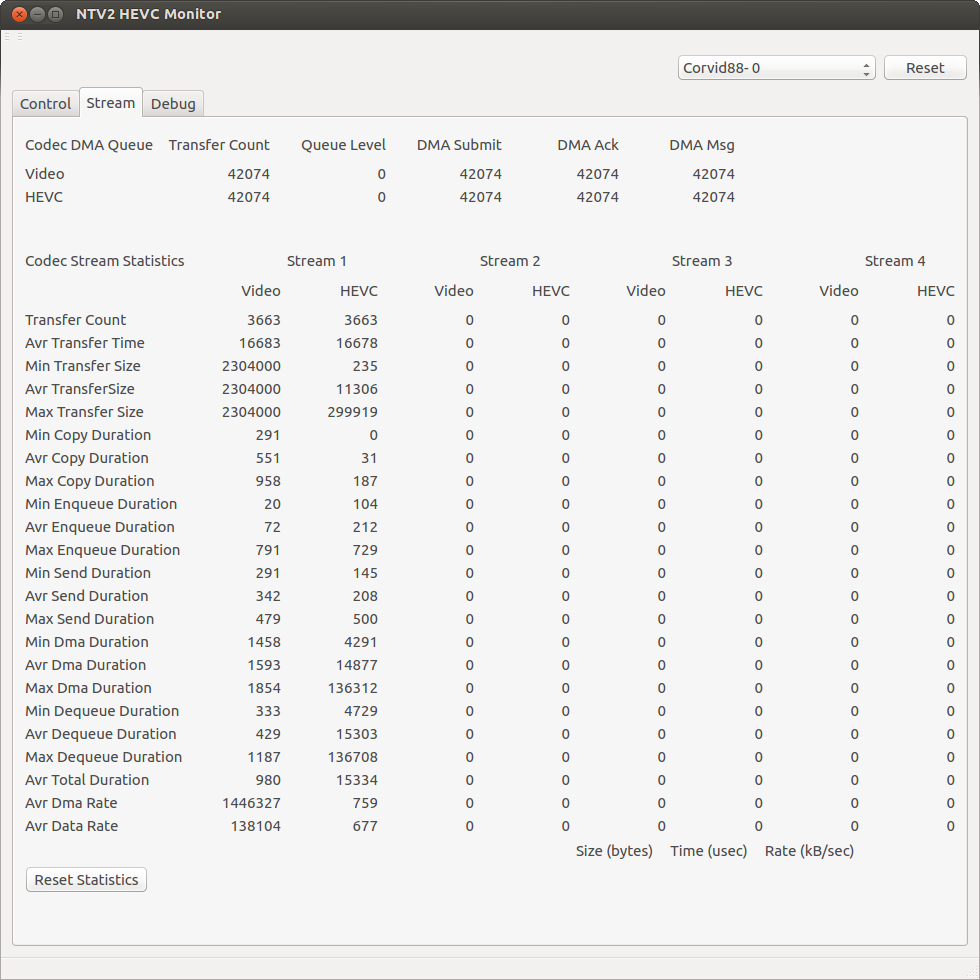 NTV2 HEVC Monitor
Corvid88- 0 Reset
Control Stream Debug
Codec DMA Queue Transfer Count Queue Level DMA Submit DMA Ack DMA Msg
Video 42074 0 42074 42074 42074
HEVC 42074 0 42074 42074 42074
Codec Stream Statistics Stream 1 Stream 2 Stream 3 Stream 4
Video HEVC Video HEVC Video HEVC Video HEVC
Transfer Count 3663 3663 0 0 0 0 0 0
Avr Transfer Time 16683 16678 0 0 0 0 0 0
Min Transfer Size 2304000 235 0 0 0 0 0 0
Avr TransferSize 2304000 11306 0 0 0 0 0 0
Max Transfer Size 2304000 299919 0 0 0 0 0 0
Min Copy Duration 291 0 0 0 0 0 0 0
Avr Copy Duration 551 31 0 0 0 0 0 0
Max Copy Duration 958 187 0 0 0 0 0 0
Min Enqueue Duration 20 104 0 0 0 0 0 0
Avr Enqueue Duration 72 212 0 0 0 0 0 0
Max Enqueue Duration 791 729 0 0 0 0 0 0
Min Send Duration 291 145 0 0 0 0 0 0
Avr Send Duration 342 208 0 0 0 0 0 0
Max Send Duration 479 500 0 0 0 0 0 0
Min Dma Duration 1458 4291 0 0 0 0 0 0
Avr Dma Duration 1593 14877 0 0 0 0 0 0
Max Dma Duration 1854 136312 0 0 0 0 0 0
Min Dequeue Duration 333 4729 0 0 0 0 0 0
Avr Dequeue Duration 429 15303 0 0 0 0 0 0
Max Dequeue Duration 1187 136708 0 0 0 0 0 0
Avr Total Duration 980 15334 0 0 0 0 0 0
Avr Dma Rate 1446327 759 0 0 0 0 0 0
Avr Data Rate 138104 677 0 0 0 0 0 0
Size (bytes) Time (usec) Rate (kB/sec)
Reset Statistics